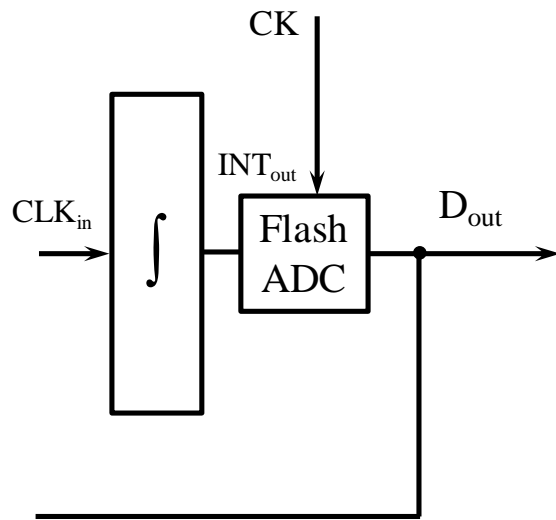 CK
INT_out
CLK_in
∫
Flash
ADC
D_out